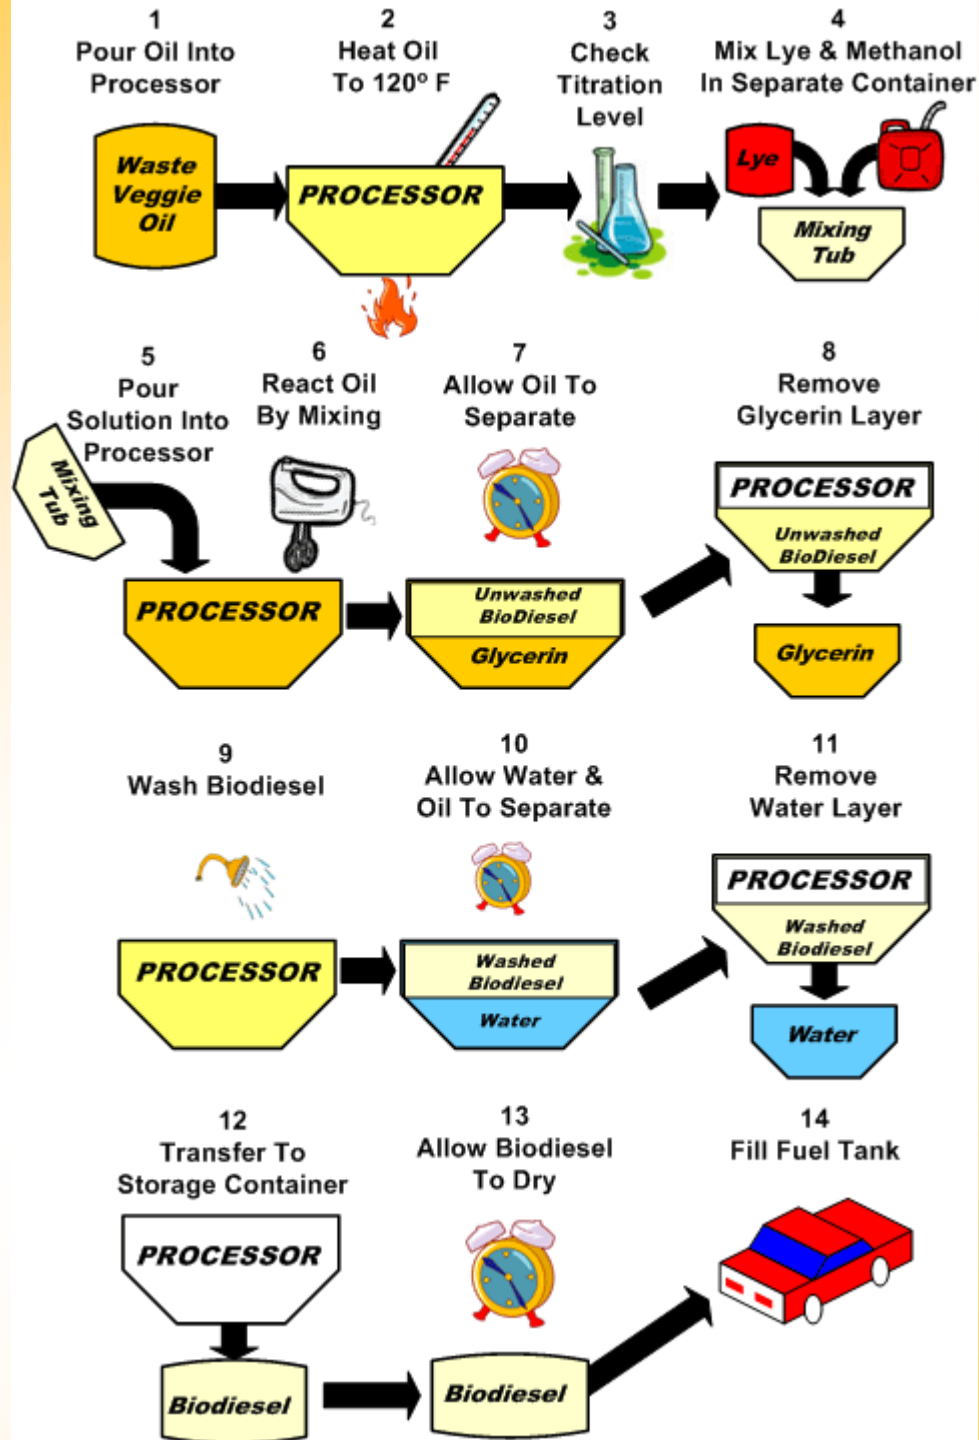 1
Pour Oil Into
Processor
2
Heat Oil
To 120º F
3
Check
Titration
Level
4
Mix Lye & Methanol
In Separate Container
Waste
Veggie
Oil
PROCESSOR
Lye
Mixing
Tub
5
Pour
Solution Into
Processor
6
React Oil
By Mixing
7
Allow Oil To
Separate
8
Remove
Glycerin Layer
Mixing
Tub
PROCESSOR
Unwashed
BioDiesel
Glycerin
PROCESSOR
Unwashed
BioDiesel
Glycerin
9
Wash Biodiesel
10
Allow Water &
Oil To Separate
11
Remove
Water Layer
PROCESSOR
Washed
Biodiesel
Water
PROCESSOR
Washed
Biodiesel
Water
12
Transfer To
Storage Container
13
Allow Biodiesel
To Dry
14
Fill Fuel Tank
PROCESSOR
Biodiesel
Biodiesel